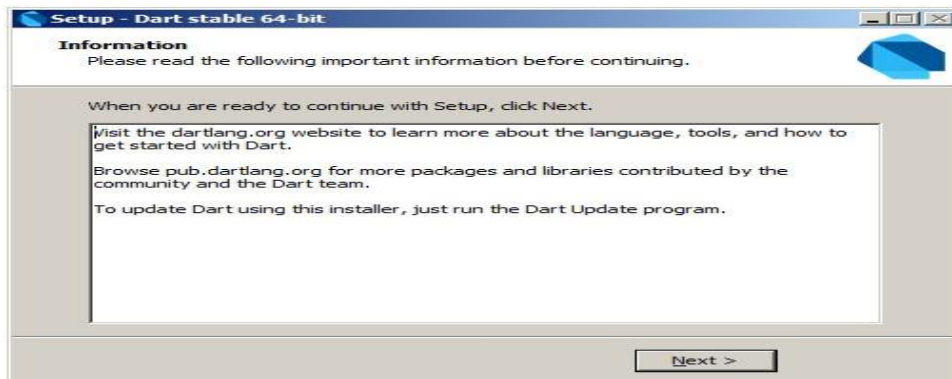 Setup - Dart stable 64-bit
Information
Please read the following important information before continuing.
When you are ready to continue with Setup, click Next.
Visit the dartlang.org website to learn more about the language, tools, and how to
get started with Dart.
Browse pub.dartlang.org for more packages and libraries contributed by the
community and the Dart team.
To update Dart using this installer, just run the Dart Update program.
Next >